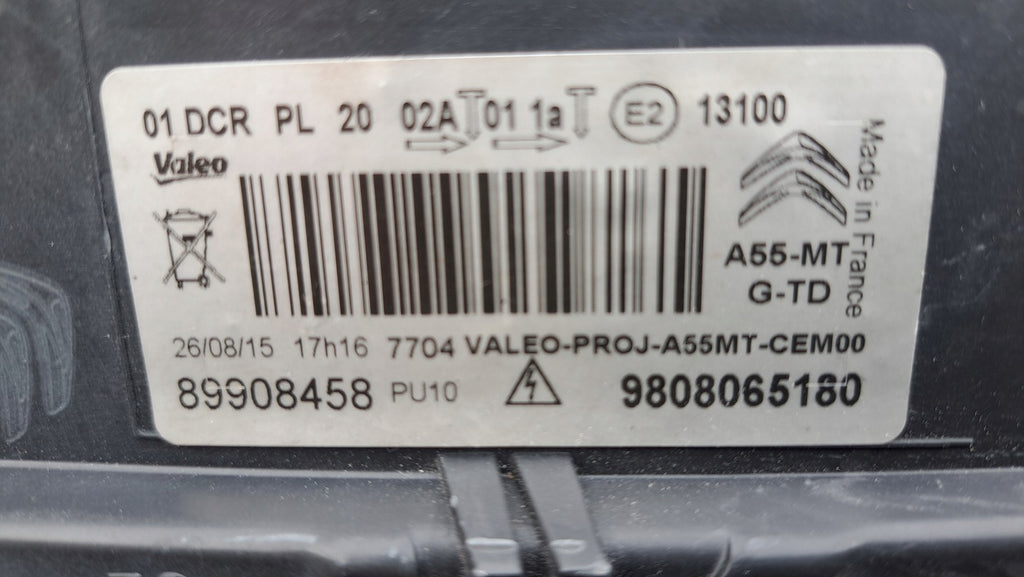 01 DCR PL 20 02A 01 1a E2 13100
Valeo
Made in France
A55-MT
G-TD
26/08/15 17h16 7704 VALEO-PROJ-A55MT-CEM00
89908458 PU10 9808065180